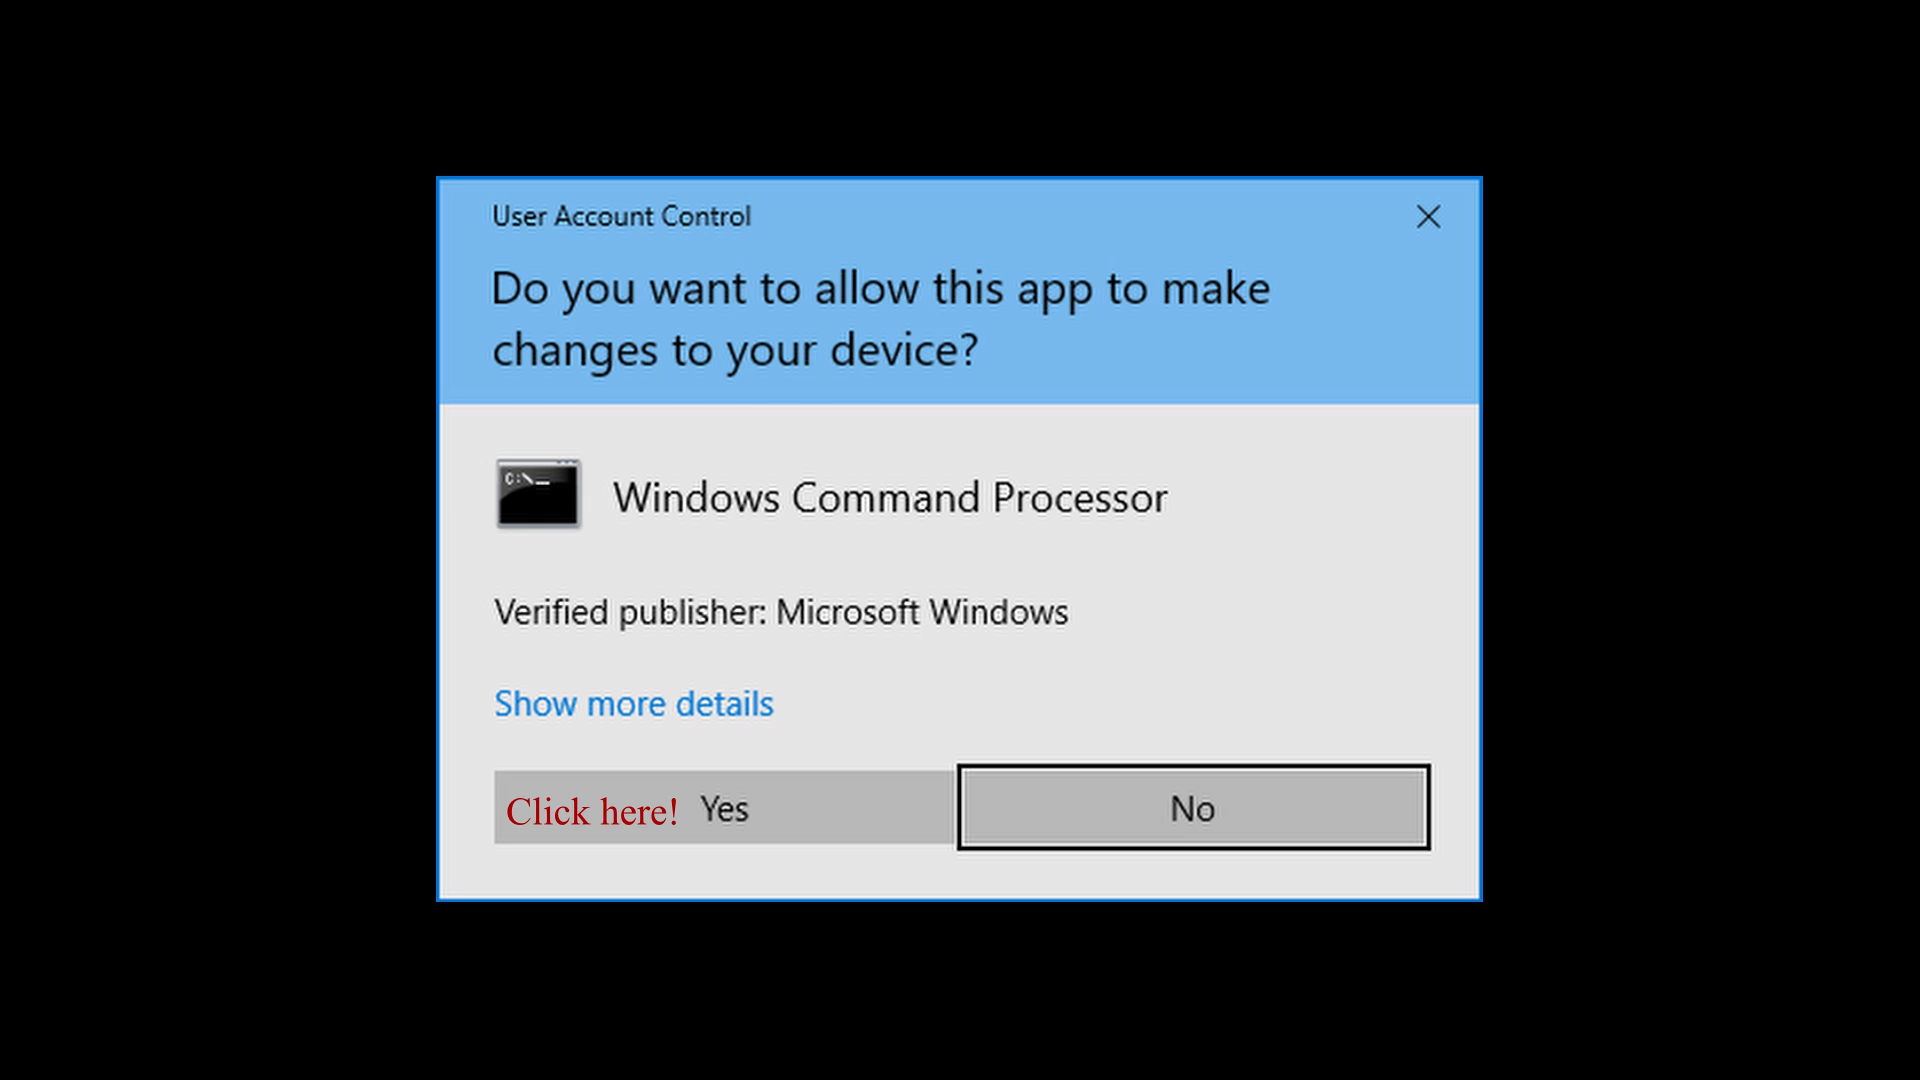 User Account Control
Do you want to allow this app to make
changes to your device?
C:\_
Windows Command Processor
Verified publisher: Microsoft Windows
Show more details
Click here! Yes
No